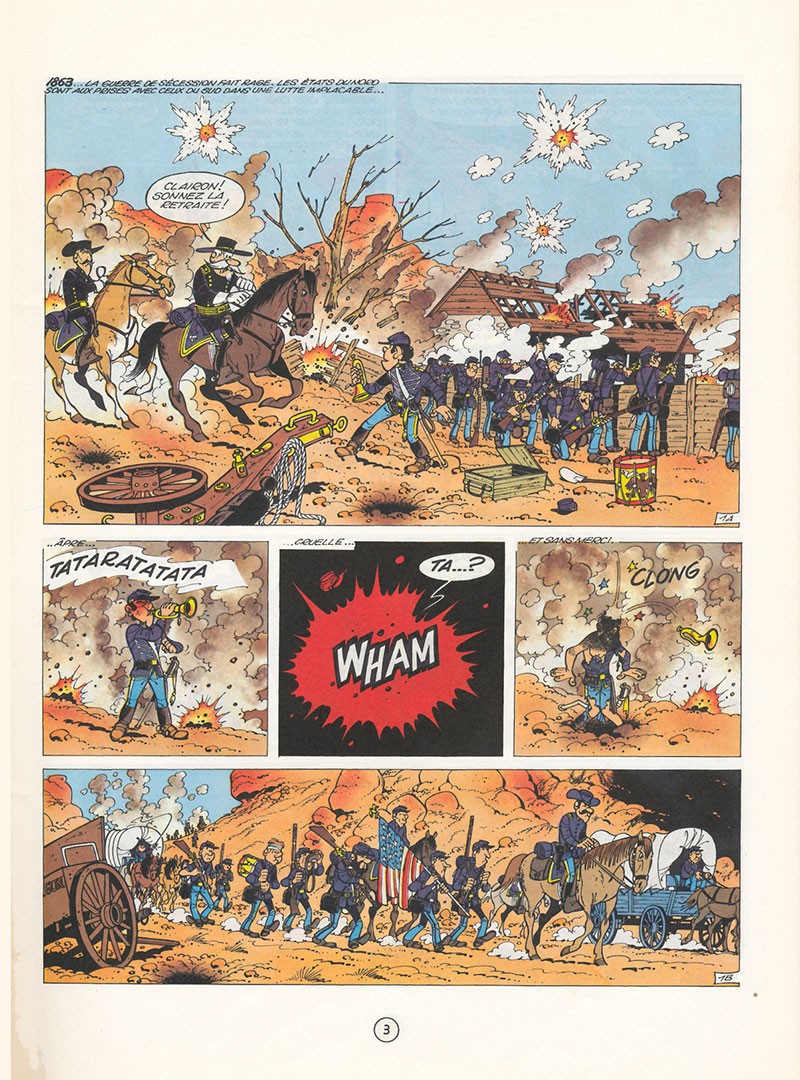 1863... LA GUERRE DE SÉCESSION FAIT RAGE. LES ÉTATS DU NORD
SONT AUX PRISES AVEC CEUX DU SUD DANS UNE LUTTE IMPLACABLE...
CLAIRON!
SONNEZ LA
RETRAITE!
1A
...ÂPRE...
TATARATATATA
...CRUELLE...
TA...?
WHAM
ET SANS MERCI.
CLONG
1B
3